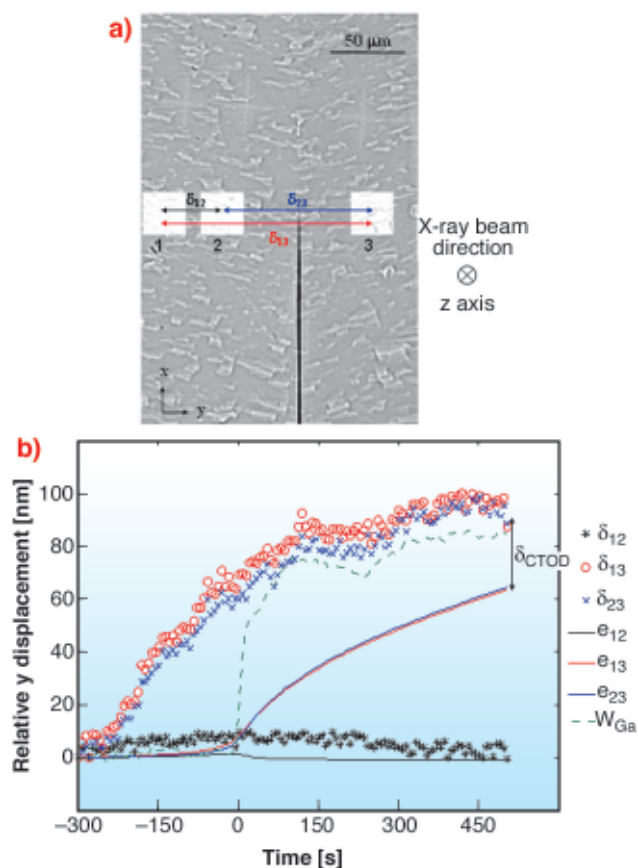 a)
50 μm
δ₁₂
δ₂₃
δ₁₃
1
2
3
X-ray beam
direction
z axis
x
y
b)
Relative y displacement [nm]
100
80
60
40
20
0
δCTOD
δ₁₂
δ₁₃
δ₂₃
e₁₂
e₁₃
e₂₃
W_Ga
−300
−150
0
150
300
450
Time [s]